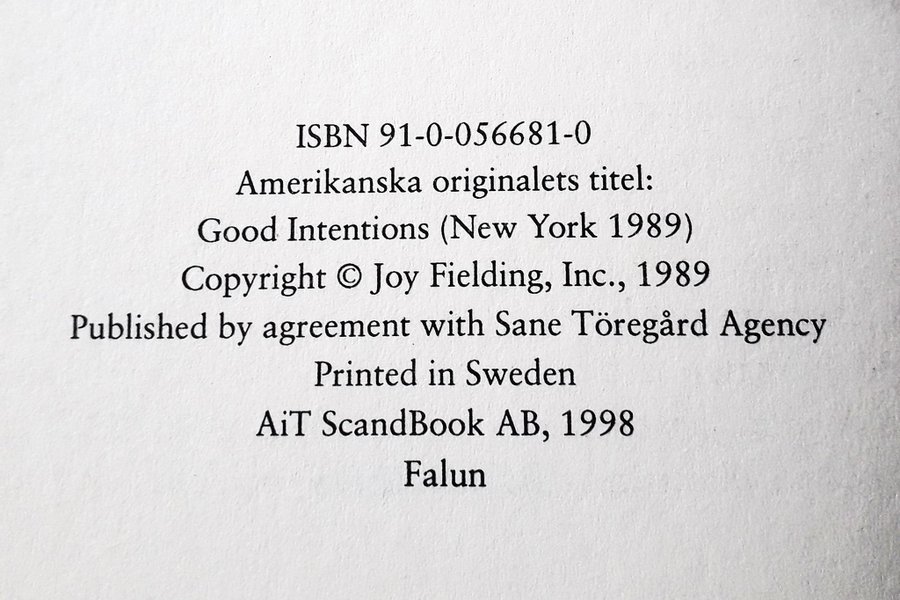 ISBN 91-0-056681-0
Amerikanska originalets titel:
Good Intentions (New York 1989)
Copyright © Joy Fielding, Inc., 1989
Published by agreement with Sane Töregård Agency
Printed in Sweden
AiT ScandBook AB, 1998
Falun